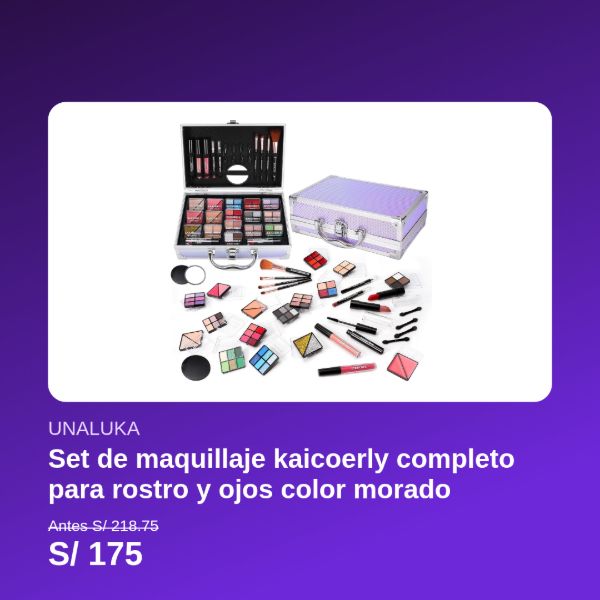 UNALUKA
Set de maquillaje kaicoerly completo
para rostro y ojos color morado
Antes S/ 218.75
S/ 175